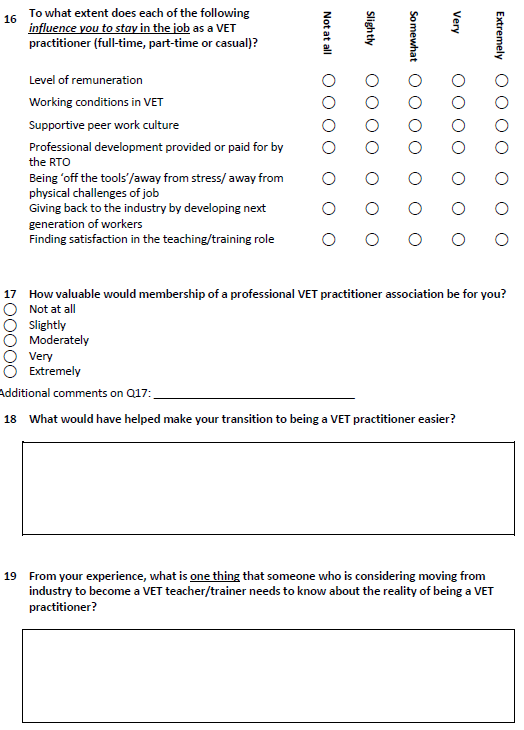 16 To what extent does each of the following
influence you to stay in the job as a VET
practitioner (full-time, part-time or casual)?
Not at all
Slightly
Somewhat
Very
Extremely
Level of remuneration
Working conditions in VET
Supportive peer work culture
Professional development provided or paid for by
the RTO
Being ‘off the tools’/away from stress/ away from
physical challenges of job
Giving back to the industry by developing next
generation of workers
Finding satisfaction in the teaching/training role
17 How valuable would membership of a professional VET practitioner association be for you?
Not at all
Slightly
Moderately
Very
Extremely
Additional comments on Q17:
18 What would have helped make your transition to being a VET practitioner easier?
19 From your experience, what is one thing that someone who is considering moving from
industry to become a VET teacher/trainer needs to know about the reality of being a VET
practitioner?